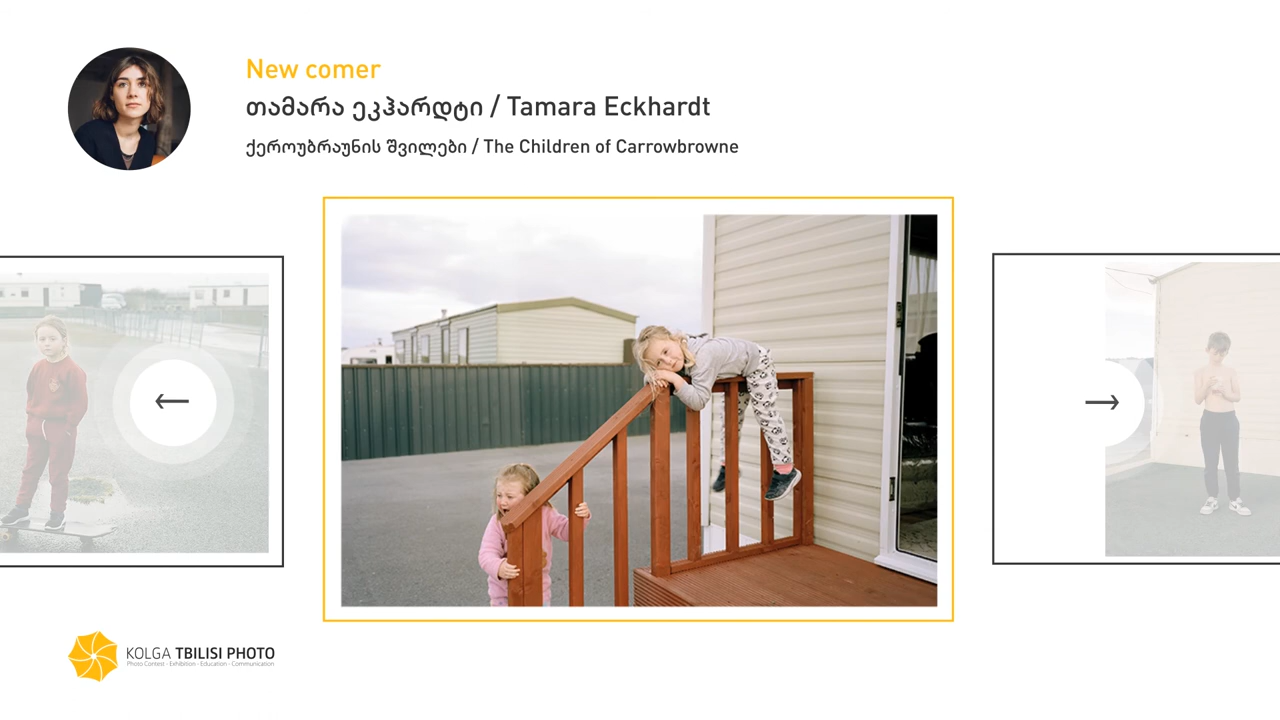 New comer
თამარა ეკჰარდტი / Tamara Eckhardt
ქეროუბრაუნის შვილები / The Children of Carrowbrowne
KOLGA TBILISI PHOTO
Photo Contest - Exhibition - Education - Communication